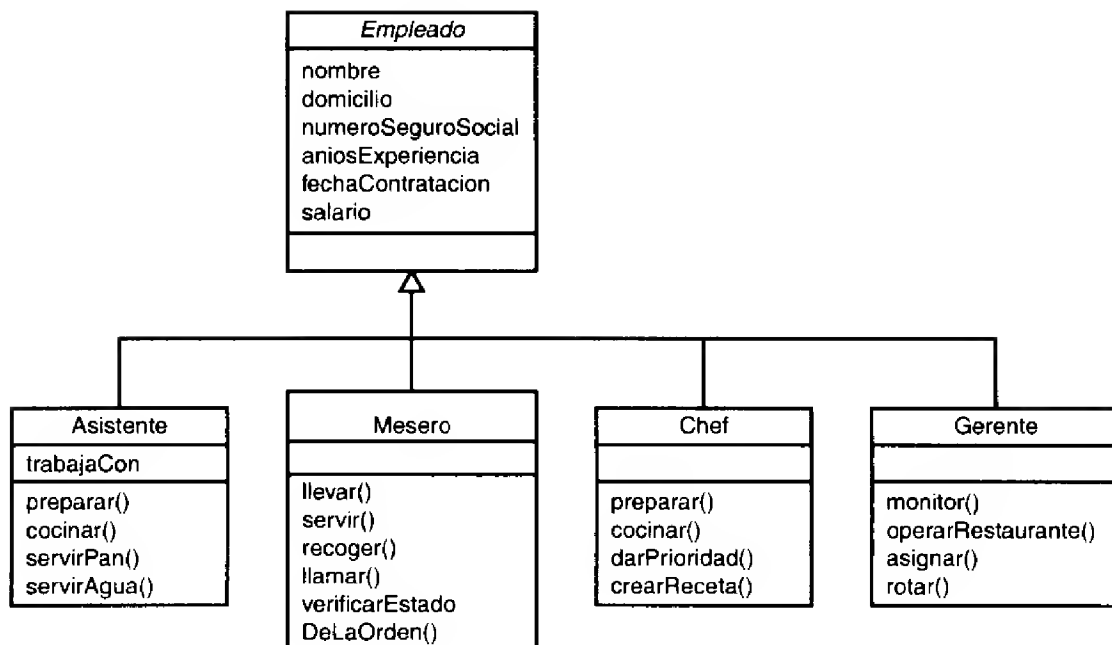 Empleado
nombre
domicilio
numeroSeguroSocial
aniosExperiencia
fechaContratacion
salario
Asistente
trabajaCon
preparar()
cocinar()
servirPan()
servirAgua()
Mesero
llevar()
servir()
recoger()
llamar()
verificarEstado
DeLaOrden()
Chef
preparar()
cocinar()
darPrioridad()
crearReceta()
Gerente
monitor()
operarRestaurante()
asignar()
rotar()